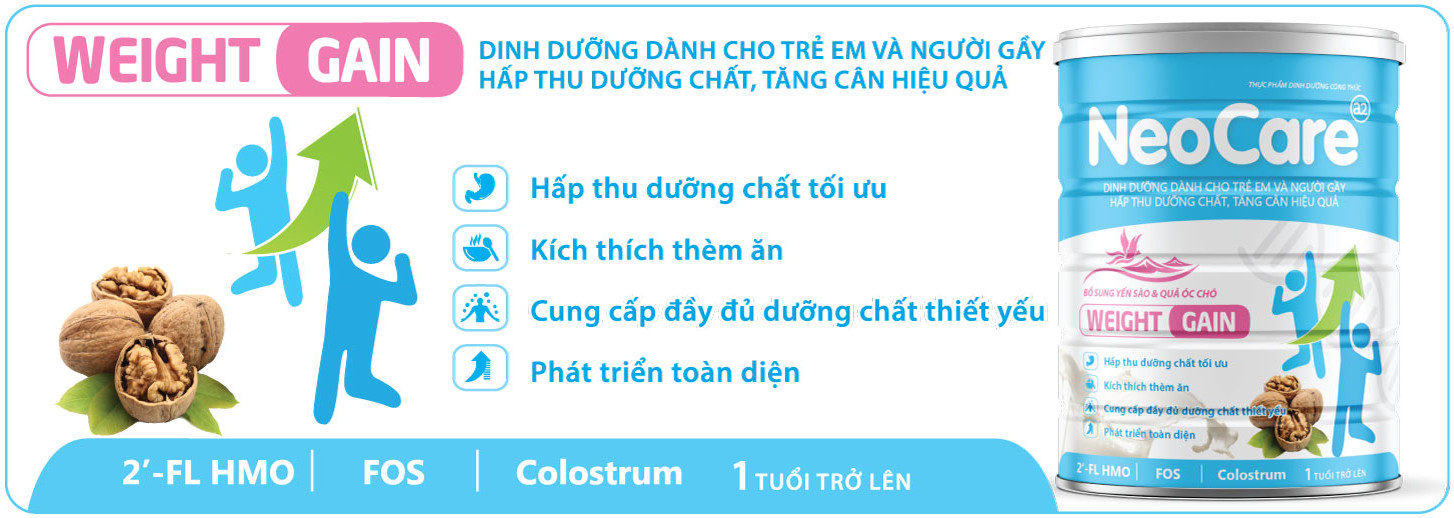 WEIGHT GAIN
DINH DƯỠNG DÀNH CHO TRẺ EM VÀ NGƯỜI GẦY
HẤP THU DƯỠNG CHẤT, TĂNG CÂN HIỆU QUẢ
Hấp thu dưỡng chất tối ưu
Kích thích thèm ăn
Cung cấp đầy đủ dưỡng chất thiết yếu
Phát triển toàn diện
2’-FL HMO | FOS | Colostrum 1 TUỔI TRỞ LÊN
THỰC PHẨM DINH DƯỠNG CÔNG THỨC
NeoCare a2
DINH DƯỠNG DÀNH CHO TRẺ EM VÀ NGƯỜI GẦY
HẤP THU DƯỠNG CHẤT, TĂNG CÂN HIỆU QUẢ
BỔ SUNG YẾN SÀO & QUẢ ÓC CHÓ
WEIGHT GAIN
Hấp thu dưỡng chất tối ưu
Kích thích thèm ăn
Cung cấp đầy đủ dưỡng chất thiết yếu
Phát triển toàn diện
2’-FL HMO | FOS | Colostrum 1 TUỔI TRỞ LÊN